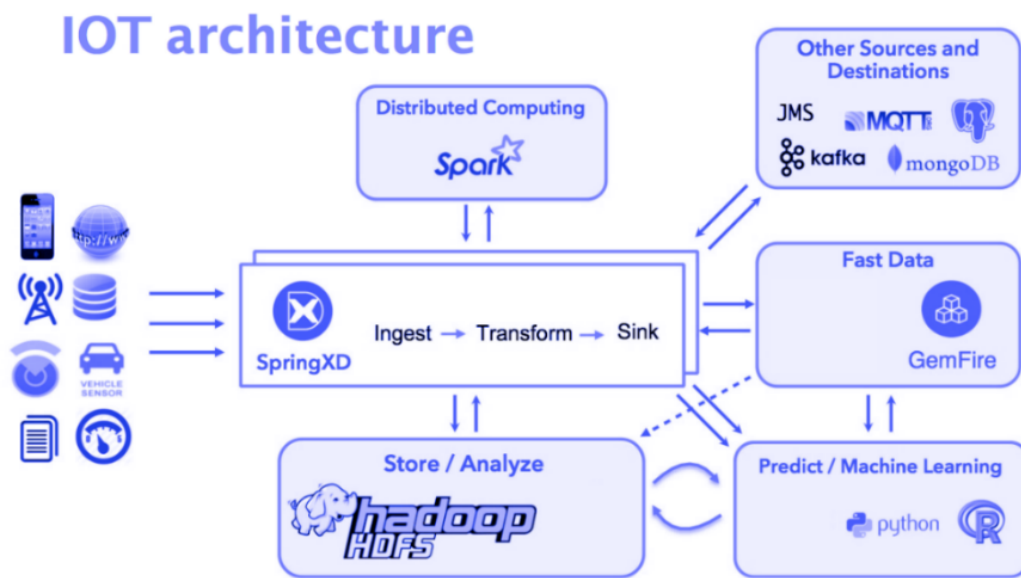 IOT architecture
Distributed Computing
Spark
Other Sources and
Destinations
JMS
MQTT
kafka
mongoDB
http://ww
VEHICLE
SENSOR
SpringXD
Ingest
Transform
Sink
Fast Data
GemFire
Store / Analyze
hadoop
HDFS
Predict / Machine Learning
python
R